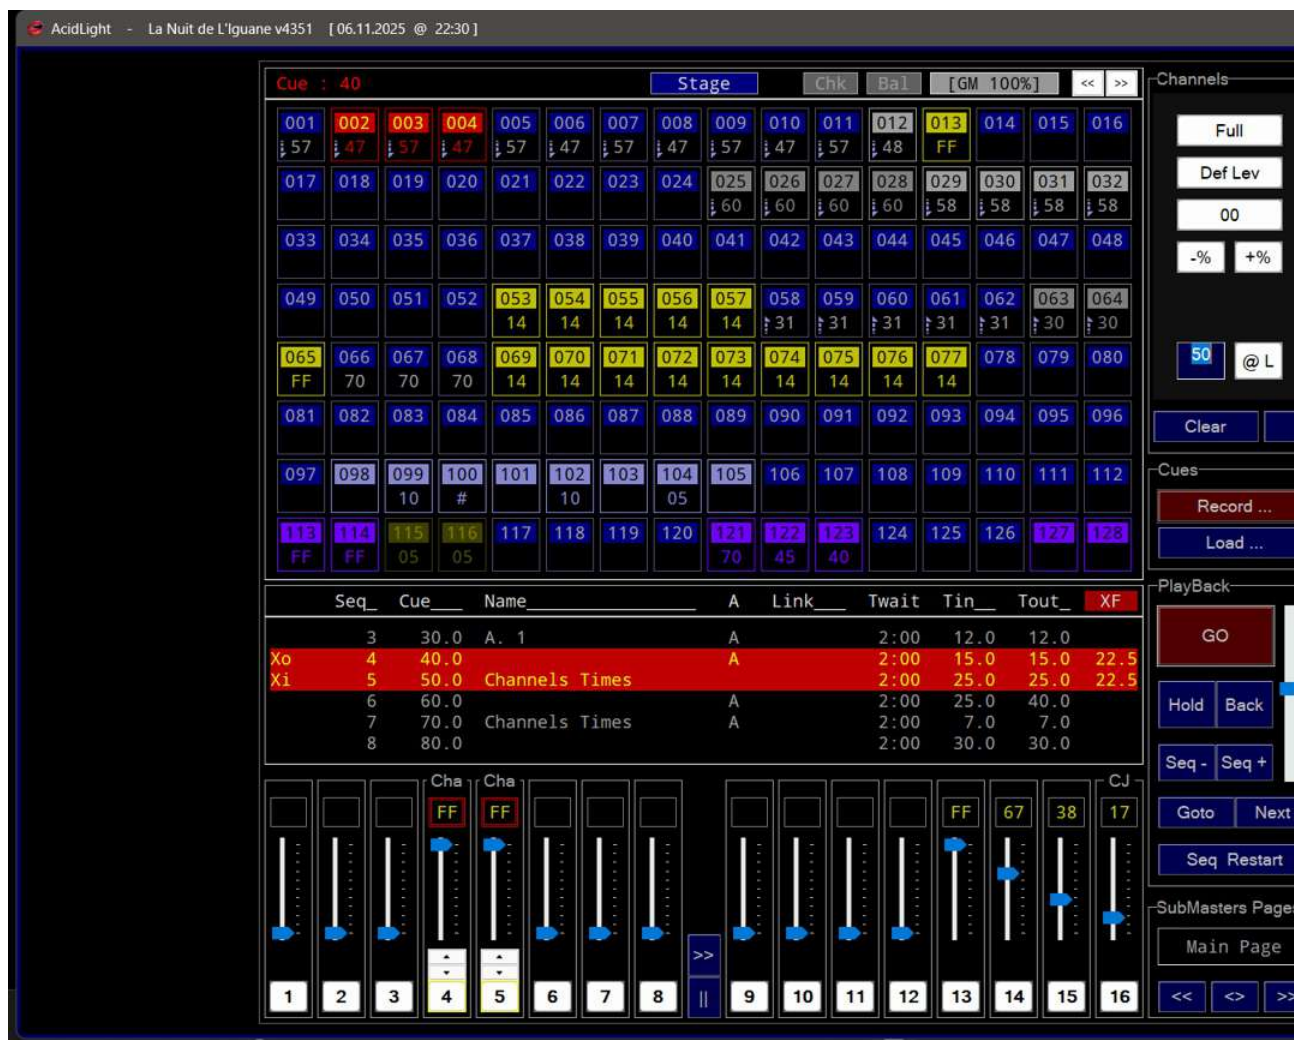 AcidLight - La Nuit de L'Iguane v4351 [ 06.11.2025 @ 22:30 ]
Cue : 40 Stage Chk Bal [GM 100%] << >>
001 002 003 004 005 006 007 008 009 010 011 012 013 014 015 016
57 47 57 47 57 47 57 47 57 47 57 48 FF
017 018 019 020 021 022 023 024 025 026 027 028 029 030 031 032
60 60 60 60 58 58 58 58
033 034 035 036 037 038 039 040 041 042 043 044 045 046 047 048
049 050 051 052 053 054 055 056 057 058 059 060 061 062 063 064
14 14 14 14 14 31 31 31 31 31 30 30
065 066 067 068 069 070 071 072 073 074 075 076 077 078 079 080
FF 70 70 70 14 14 14 14 14 14 14 14 14
081 082 083 084 085 086 087 088 089 090 091 092 093 094 095 096
097 098 099 100 101 102 103 104 105 106 107 108 109 110 111 112
10 # 10 05
113 114 115 116 117 118 119 120 121 122 123 124 125 126 127 128
FF FF 05 05 70 45 40
Seq_ Cue___ Name________________ A Link___ Twait Tin__ Tout_ XF
3 30.0 A. 1 A 2:00 12.0 12.0
Xo 4 40.0 A 2:00 15.0 15.0 22.5
Xi 5 50.0 Channels Times 2:00 25.0 25.0 22.5
6 60.0 A 2:00 25.0 40.0
7 70.0 Channels Times A 2:00 7.0 7.0
8 80.0 2:00 30.0 30.0
Cha Cha CJ
FF FF FF 67 38 17
>>
1 2 3 4 5 6 7 8 || 9 10 11 12 13 14 15 16
Channels
Full
Def Lev
00
-% +%
50 @ L
Clear
Cues
Record ...
Load ...
PlayBack
GO
Hold Back
Seq - Seq +
Goto Next
Seq Restart
SubMasters Pages
Main Page
<< <> >>